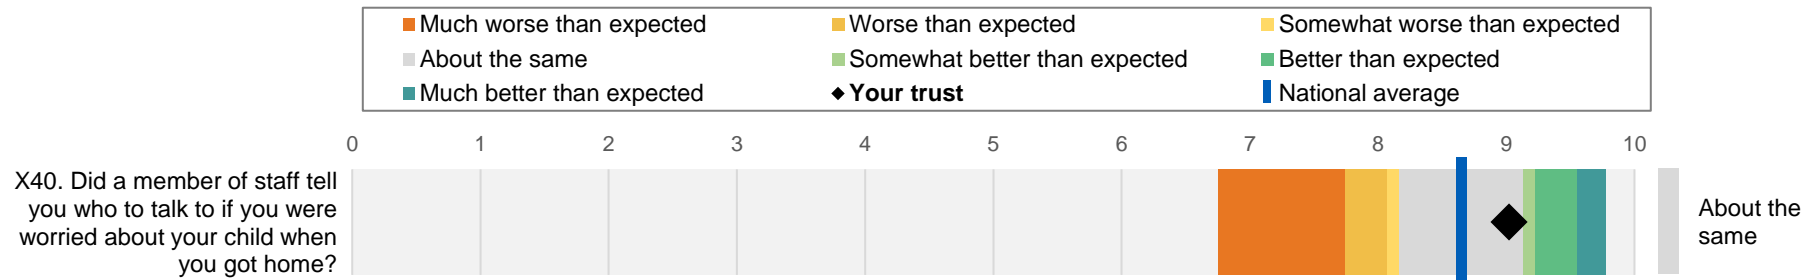 Much worse than expected
Worse than expected
Somewhat worse than expected
About the same
Somewhat better than expected
Better than expected
Much better than expected
Your trust
National average
0 1 2 3 4 5 6 7 8 9 10
X40. Did a member of staff tell
you who to talk to if you were
worried about your child when
you got home?
About the
same